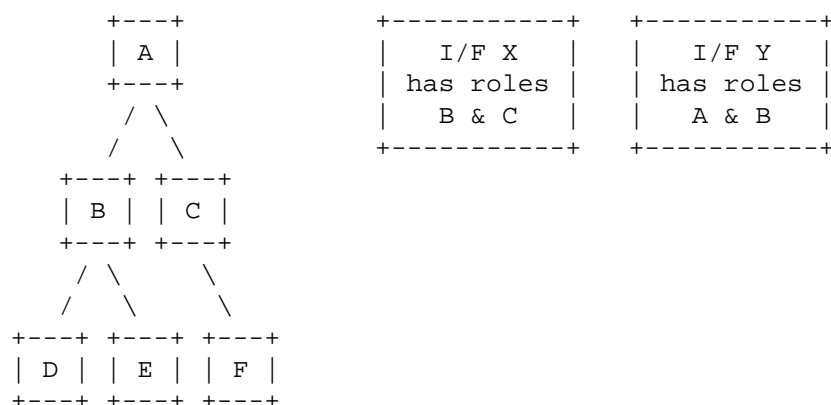 A
I/F X
has roles
B & C
I/F Y
has roles
A & B
B
C
D
E
F